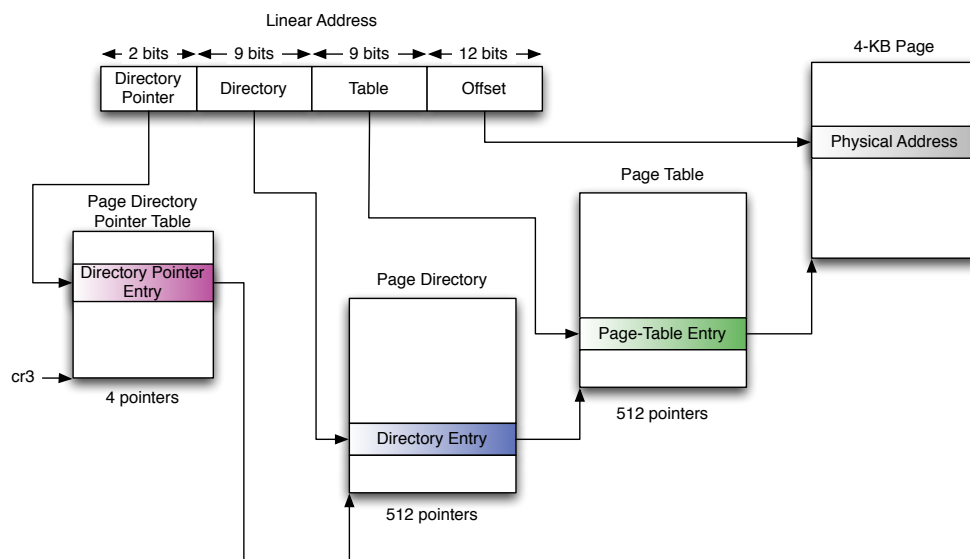 Linear Address
2 bits
9 bits
9 bits
12 bits
Directory
Pointer
Directory
Table
Offset
4-KB Page
Physical Address
Page Table
Page Directory
Pointer Table
Directory Pointer
Entry
Page Directory
Page-Table Entry
cr3
4 pointers
512 pointers
Directory Entry
512 pointers